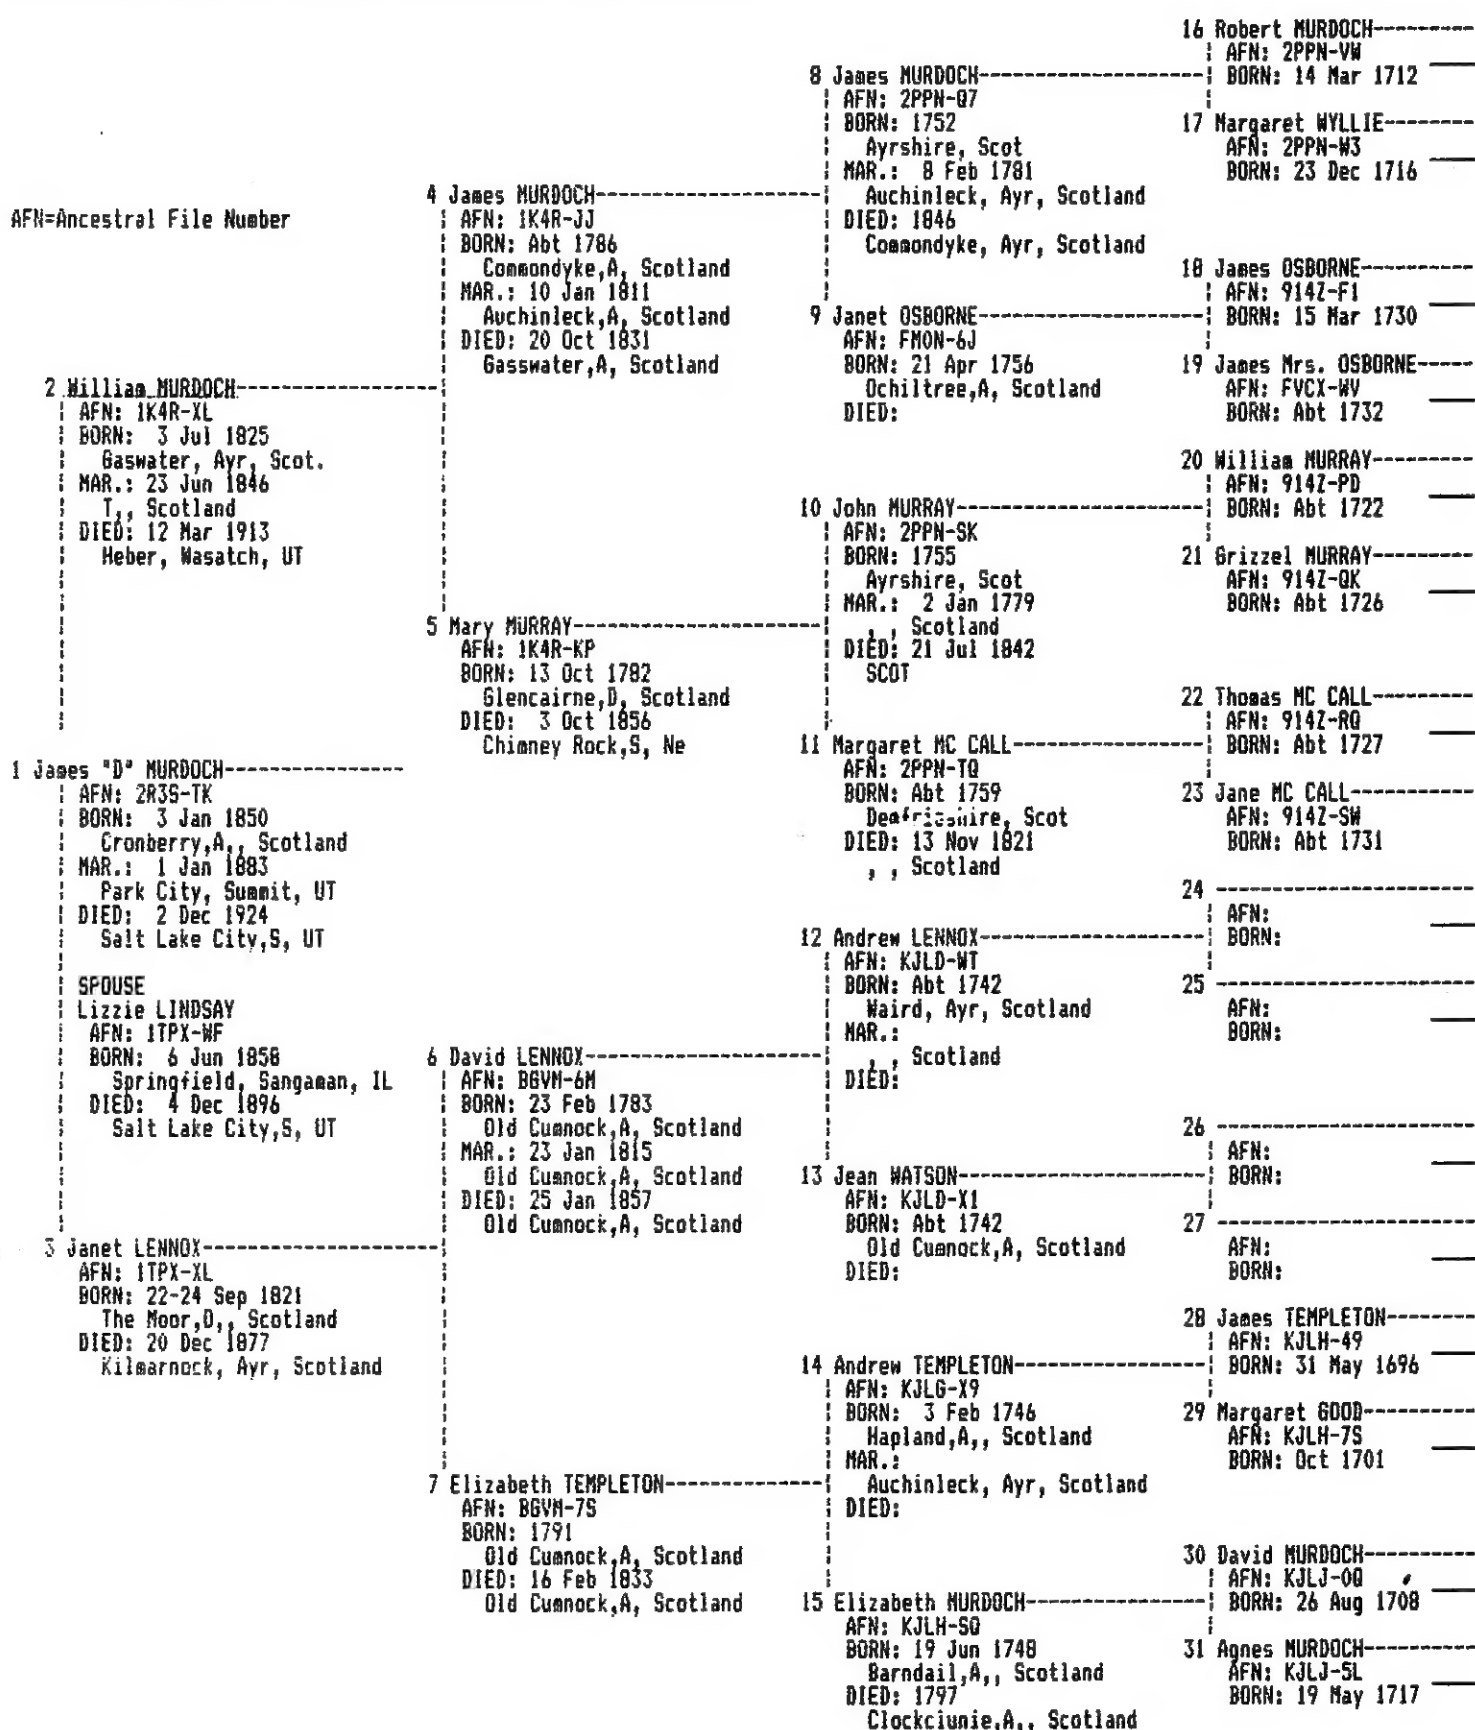 AFN=Ancestral File Number
1 James "D" MURDOCH
AFN: 2R3S-TK
BORN: 3 Jan 1850
Cronberry,A,, Scotland
MAR.: 1 Jan 1883
Park City, Summit, UT
DIED: 2 Dec 1924
Salt Lake City,S, UT
SPOUSE
Lizzie LINDSAY
AFN: 1TPX-WF
BORN: 6 Jun 1858
Springfield, Sangaman, IL
DIED: 4 Dec 1896
Salt Lake City,S, UT
2 William MURDOCH
AFN: 1K4R-XL
BORN: 3 Jul 1825
Gaswater, Ayr, Scot.
MAR.: 23 Jun 1846
T,, Scotland
DIED: 12 Mar 1913
Heber, Wasatch, UT
3 Janet LENNOX
AFN: 1TPX-XL
BORN: 22-24 Sep 1821
The Moor,D,, Scotland
DIED: 20 Dec 1877
Kilmarnock, Ayr, Scotland
4 James MURDOCH
AFN: 1K4R-JJ
BORN: Abt 1786
Commondyke,A, Scotland
MAR.: 10 Jan 1811
Auchinleck,A, Scotland
DIED: 20 Oct 1831
Gasswater,A, Scotland
5 Mary MURRAY
AFN: 1K4R-KP
BORN: 13 Oct 1782
Glencairne,D, Scotland
DIED: 3 Oct 1856
Chimney Rock,S, Ne
6 David LENNOX
AFN: BGVM-6M
BORN: 23 Feb 1783
Old Cumnock,A, Scotland
MAR.: 23 Jan 1815
Old Cumnock,A, Scotland
DIED: 25 Jan 1857
Old Cumnock,A, Scotland
7 Elizabeth TEMPLETON
AFN: BGVM-7S
BORN: 1791
Old Cumnock,A, Scotland
DIED: 16 Feb 1833
Old Cumnock,A, Scotland
8 James MURDOCH
AFN: 2PPN-Q7
BORN: 1752
Ayrshire, Scot
MAR.: 8 Feb 1781
Auchinleck, Ayr, Scotland
DIED: 1846
Commondyke, Ayr, Scotland
9 Janet OSBORNE
AFN: FMQN-6J
BORN: 21 Apr 1756
Ochiltree,A, Scotland
DIED:
10 John MURRAY
AFN: 2PPN-SK
BORN: 1755
Ayrshire, Scot
MAR.: 2 Jan 1779
, , Scotland
DIED: 21 Jul 1842
SCOT
11 Margaret MC CALL
AFN: 2PPN-TQ
BORN: Abt 1759
Scot
DIED: 13 Nov 1821
, , Scotland
12 Andrew LENNOX
AFN: KJLD-WT
BORN: Abt 1742
Waird, Ayr, Scotland
MAR.:
, , Scotland
DIED:
13 Jean WATSON
AFN: KJLD-X1
BORN: Abt 1742
Old Cumnock,A, Scotland
DIED:
14 Andrew TEMPLETON
AFN: KJLG-X9
BORN: 3 Feb 1746
Hapland,A,, Scotland
MAR.:
Auchinleck, Ayr, Scotland
DIED:
15 Elizabeth MURDOCH
AFN: KJLH-SQ
BORN: 19 Jun 1748
Barndail,A,, Scotland
DIED: 1797
Clockciunie,A,, Scotland
16 Robert MURDOCH
AFN: 2PPN-VW
BORN: 14 Mar 1712
17 Margaret WYLLIE
AFN: 2PPN-W3
BORN: 23 Dec 1716
18 James OSBORNE
AFN: 914Z-F1
BORN: 15 Mar 1730
19 James Mrs. OSBORNE
AFN: FVCX-WV
BORN: Abt 1732
20 William MURRAY
AFN: 914Z-PD
BORN: Abt 1722
21 Grizzel MURRAY
AFN: 914Z-QK
BORN: Abt 1726
22 Thomas MC CALL
AFN: 914Z-RQ
BORN: Abt 1727
23 Jane MC CALL
AFN: 914Z-SW
BORN: Abt 1731
24
AFN:
BORN:
25
AFN:
BORN:
26
AFN:
BORN:
27
AFN:
BORN:
28 James TEMPLETON
AFN: KJLH-49
BORN: 31 May 1696
29 Margaret GOOD
AFN: KJLH-7S
BORN: Oct 1701
30 David MURDOCH
AFN: KJLJ-0Q
BORN: 26 Aug 1708
31 Agnes MURDOCH
AFN: KJLJ-5L
BORN: 19 May 1717